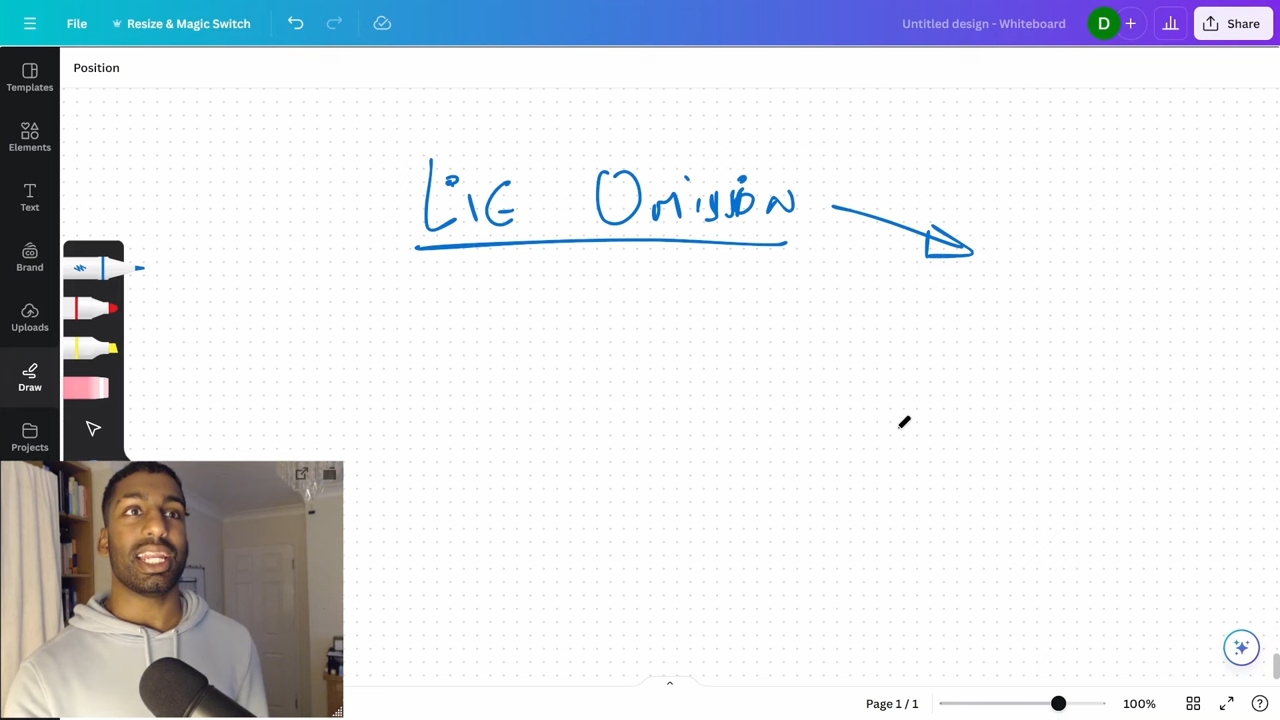 File
Resize & Magic Switch
Untitled design - Whiteboard
D
+
Share
Templates
Position
Elements
Text
Brand
Uploads
Draw
Projects
LiE Omission
Page 1 / 1
100%
?